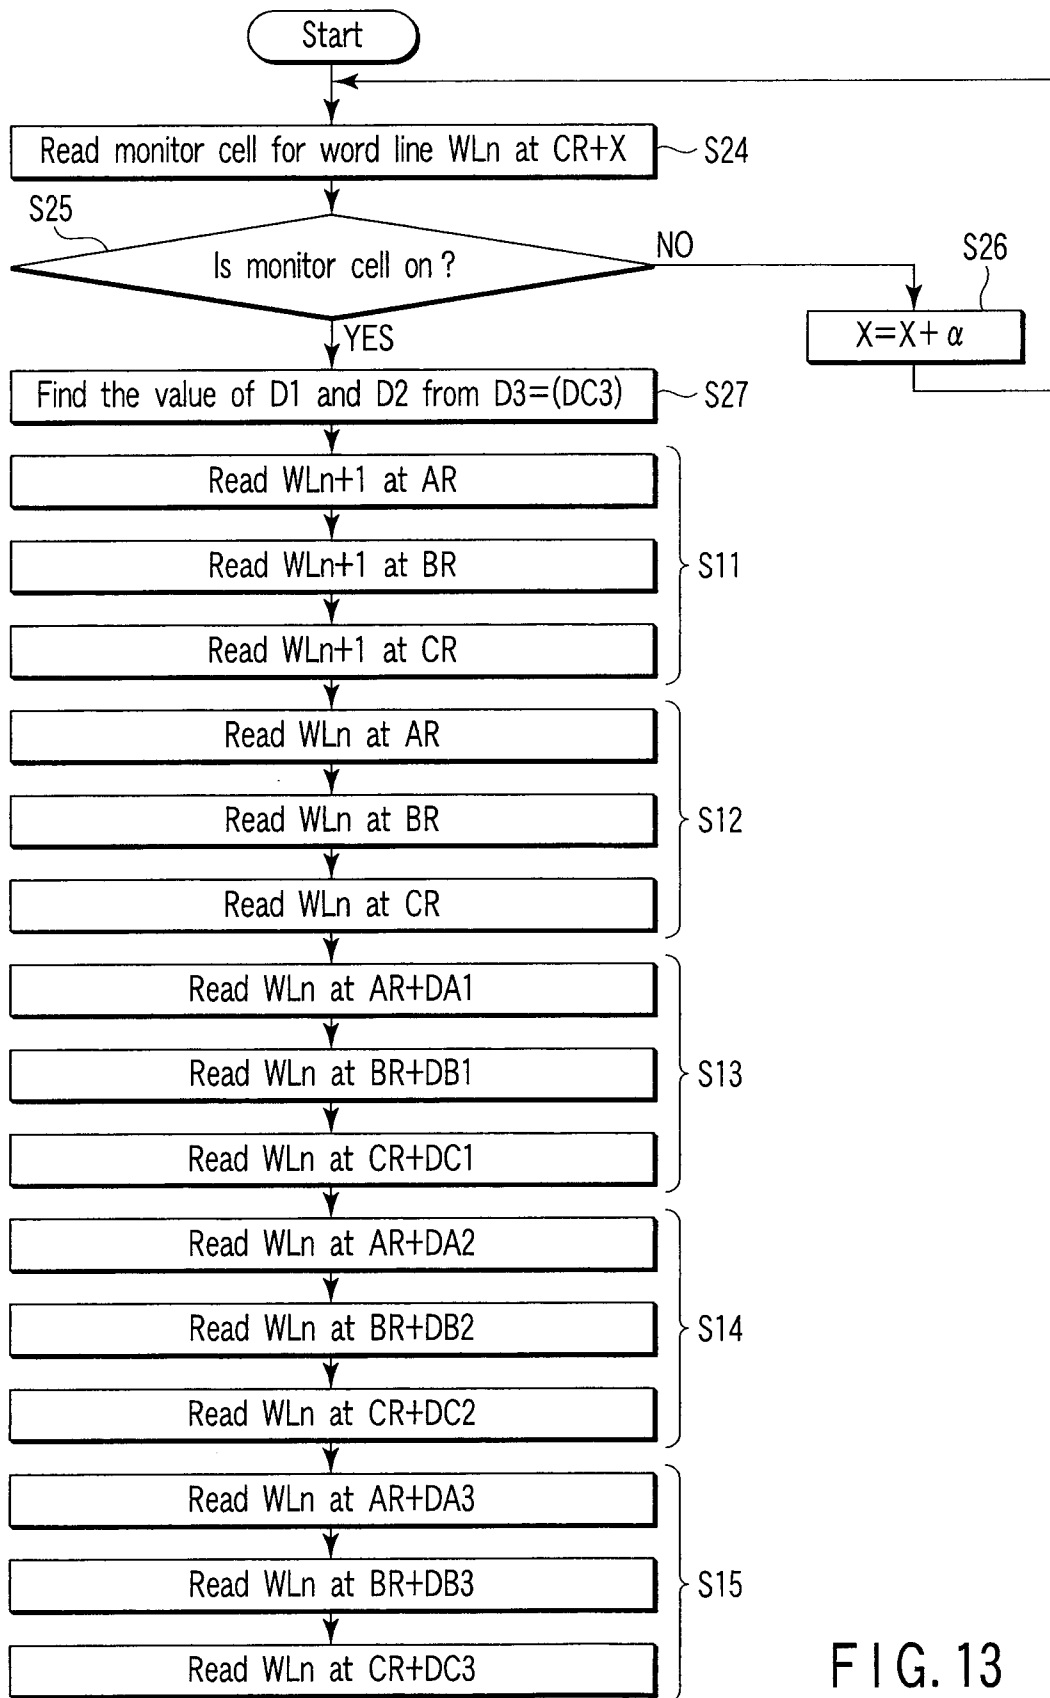 Start
Read monitor cell for word line WLn at CR+X
S24
S25
Is monitor cell on ?
NO
S26
X=X+ α
YES
Find the value of D1 and D2 from D3=(DC3)
S27
Read WLn+1 at AR
Read WLn+1 at BR
S11
Read WLn+1 at CR
Read WLn at AR
Read WLn at BR
S12
Read WLn at CR
Read WLn at AR+DA1
Read WLn at BR+DB1
S13
Read WLn at CR+DC1
Read WLn at AR+DA2
Read WLn at BR+DB2
S14
Read WLn at CR+DC2
Read WLn at AR+DA3
Read WLn at BR+DB3
S15
Read WLn at CR+DC3
FIG. 13